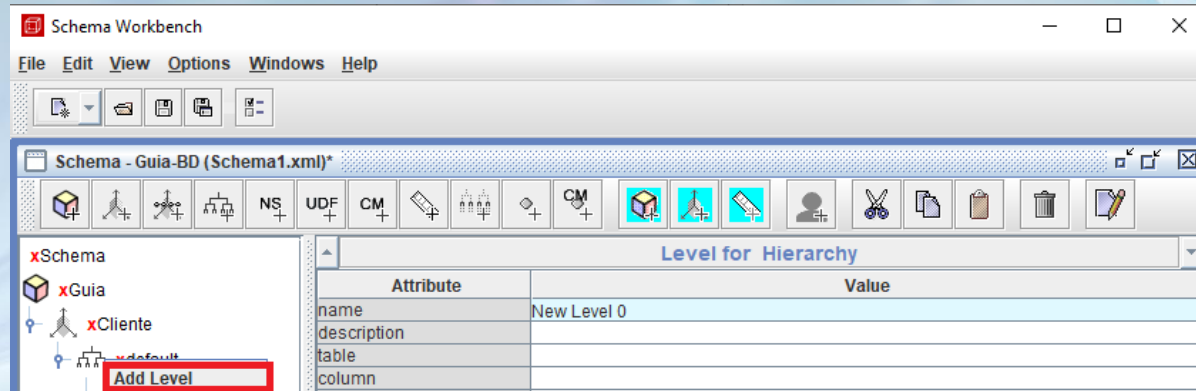 Schema Workbench
File Edit View Options Windows Help
Schema - Guia-BD (Schema1.xml)*
NS UDF CM CM
xSchema
Level for Hierarchy
xGuia
Attribute Value
name New Level 0
xCliente
description
xdefault
table
Add Level
column